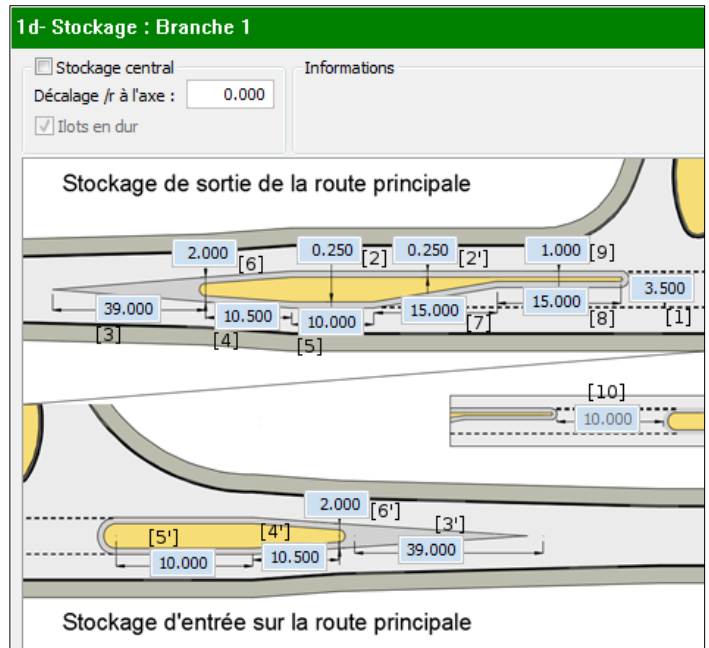 1d- Stockage : Branche 1
Stockage central
Informations
Décalage /r à l'axe : 0.000
Ilots en dur
Stockage de sortie de la route principale
2.000 [6] 0.250 [2] 0.250 [2'] 1.000 [9]
3.500
39.000 10.500 10.000 15.000 15.000
[3] [4] [5] [7] [8] [1]
[10]
10.000
2.000 [6']
[5'] [4'] [3']
10.000 10.500 39.000
Stockage d'entrée sur la route principale